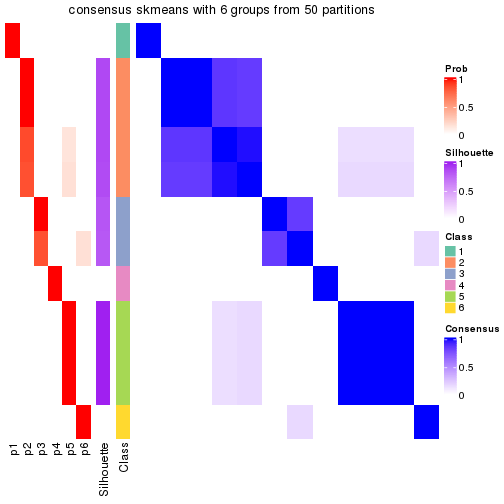 consensus skmeans with 6 groups from 50 partitions
Prob
1
0.5
0
Silhouette
1
0.5
0
Class
1
2
3
4
5
6
Consensus
1
0.5
0
p1
p2
p3
p4
p5
p6
Silhouette
Class